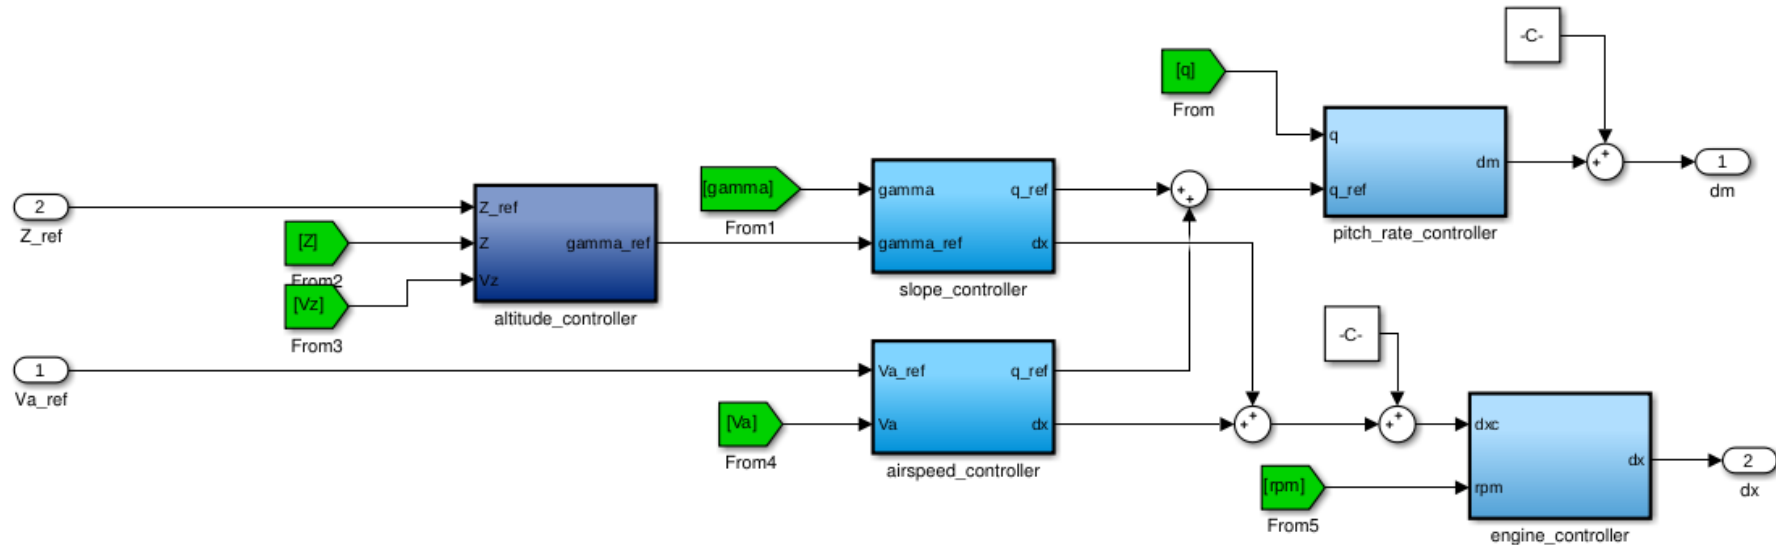 -C-
[q]
From
q
q_ref
dm
pitch_rate_controller
+
+
1
dm
2
Z_ref
[Z]
From2
[Vz]
From3
Z_ref
Z
Vz
gamma_ref
altitude_controller
[gamma]
From1
gamma
gamma_ref
q_ref
dx
slope_controller
+
+
1
Va_ref
[Va]
From4
Va_ref
Va
q_ref
dx
airspeed_controller
+
+
-C-
+
+
[rpm]
From5
dxc
rpm
dx
engine_controller
2
dx